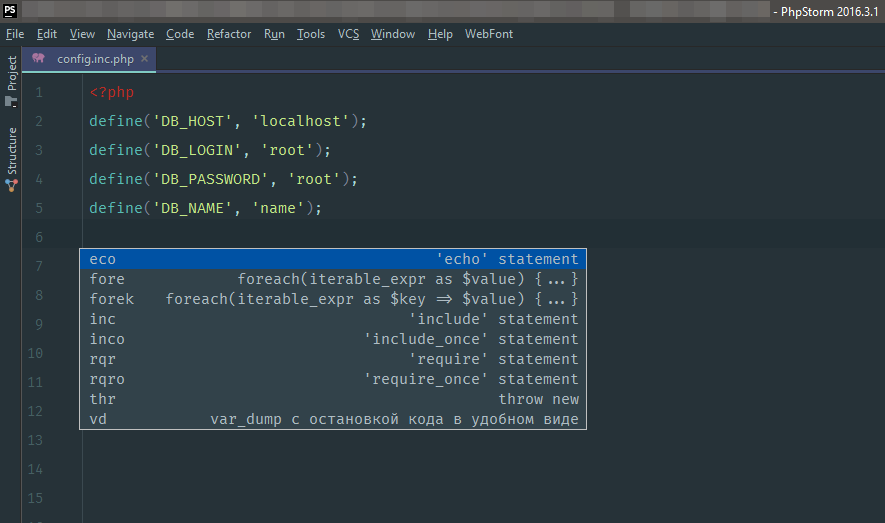 PS - PhpStorm 2016.3.1
File Edit View Navigate Code Refactor Run Tools VCS Window Help WebFont
config.inc.php
Project
Structure
1 <?php
2 define('DB_HOST', 'localhost');
3 define('DB_LOGIN', 'root');
4 define('DB_PASSWORD', 'root');
5 define('DB_NAME', 'name');
6
7
8
9
10
11
12
13
14
15
eco 'echo' statement
fore foreach(iterable_expr as $value) {...}
forek foreach(iterable_expr as $key => $value) {...}
inc 'include' statement
inco 'include_once' statement
rqr 'require' statement
rqro 'require_once' statement
thr throw new
vd var_dump с остановкой кода в удобном виде